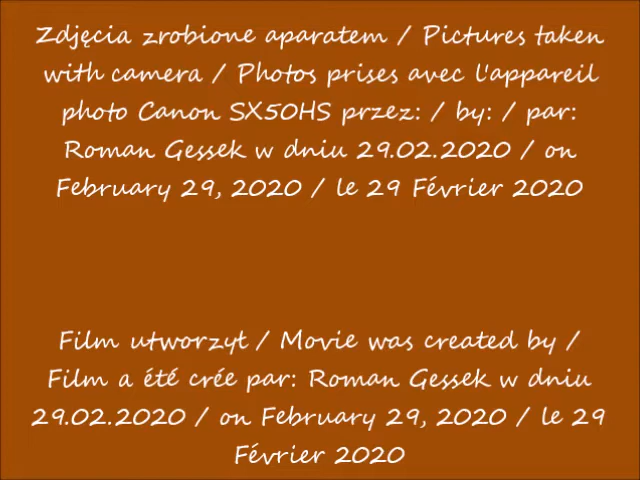 Zdjęcia zrobione aparatem / Pictures taken
with camera / Photos prises avec l'appareil
photo Canon SX50HS przez: / by: / par:
Roman Gessek w dniu 29.02.2020 / on
February 29, 2020 / le 29 Février 2020
Film utworzył / Movie was created by /
Film a été crée par: Roman Gessek w dniu
29.02.2020 / on February 29, 2020 / le 29
Février 2020